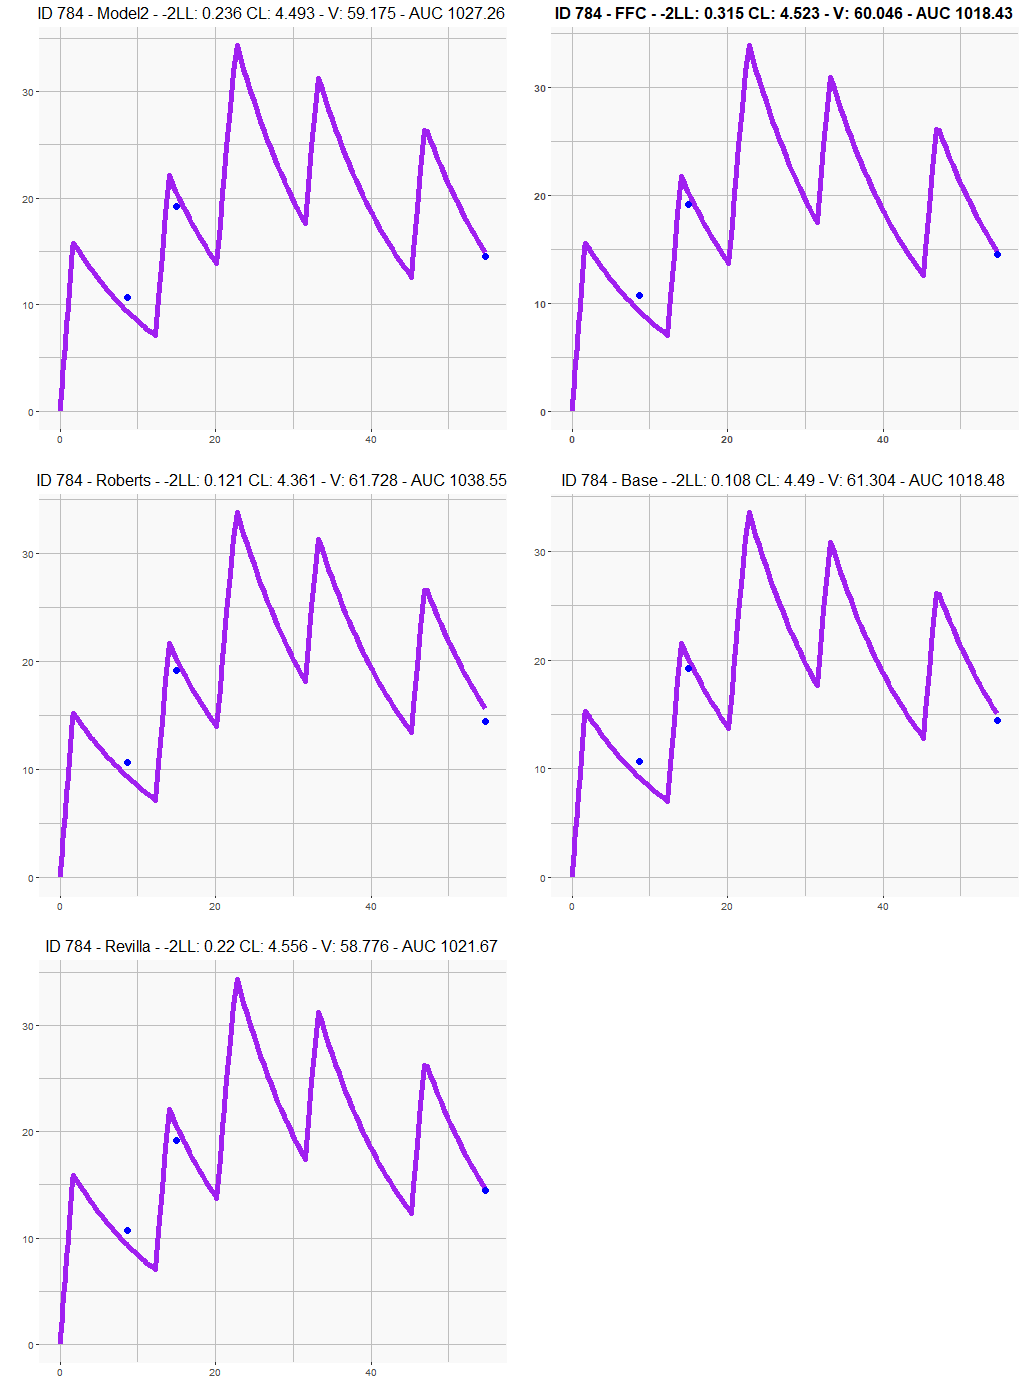 ID 784 - Model2 - -2LL: 0.236 CL: 4.493 - V: 59.175 - AUC 1027.26
30
20
10
0
0 20 40
ID 784 - FFC - -2LL: 0.315 CL: 4.523 - V: 60.046 - AUC 1018.43
30
20
10
0
0 20 40
ID 784 - Roberts - -2LL: 0.121 CL: 4.361 - V: 61.728 - AUC 1038.55
30
20
10
0
0 20 40
ID 784 - Base - -2LL: 0.108 CL: 4.49 - V: 61.304 - AUC 1018.48
30
20
10
0
0 20 40
ID 784 - Revilla - -2LL: 0.22 CL: 4.556 - V: 58.776 - AUC 1021.67
30
20
10
0
0 20 40